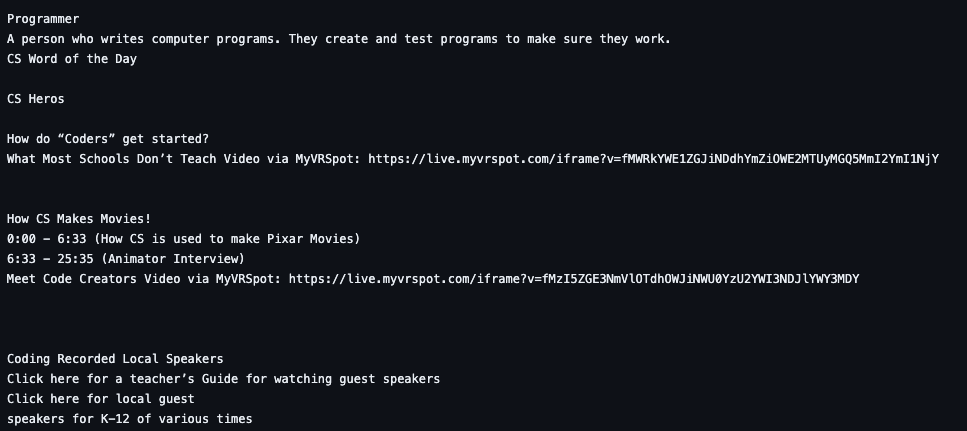 Programmer
A person who writes computer programs. They create and test programs to make sure they work.
CS Word of the Day
CS Heros
How do “Coders” get started?
What Most Schools Don’t Teach Video via MyVRSpot: https://live.myvrspot.com/iframe?v=fMWRkYWE1ZGJiNDdhYmZiOWE2MTUyMGQ5MmI2YmI1NjY
How CS Makes Movies!
0:00 – 6:33 (How CS is used to make Pixar Movies)
6:33 – 25:35 (Animator Interview)
Meet Code Creators Video via MyVRSpot: https://live.myvrspot.com/iframe?v=fMzI5ZGE3NmVlOTdhOWJiNWU0YzU2YWI3NDJlYWY3MDY
Coding Recorded Local Speakers
Click here for a teacher’s Guide for watching guest speakers
Click here for local guest
speakers for K–12 of various times